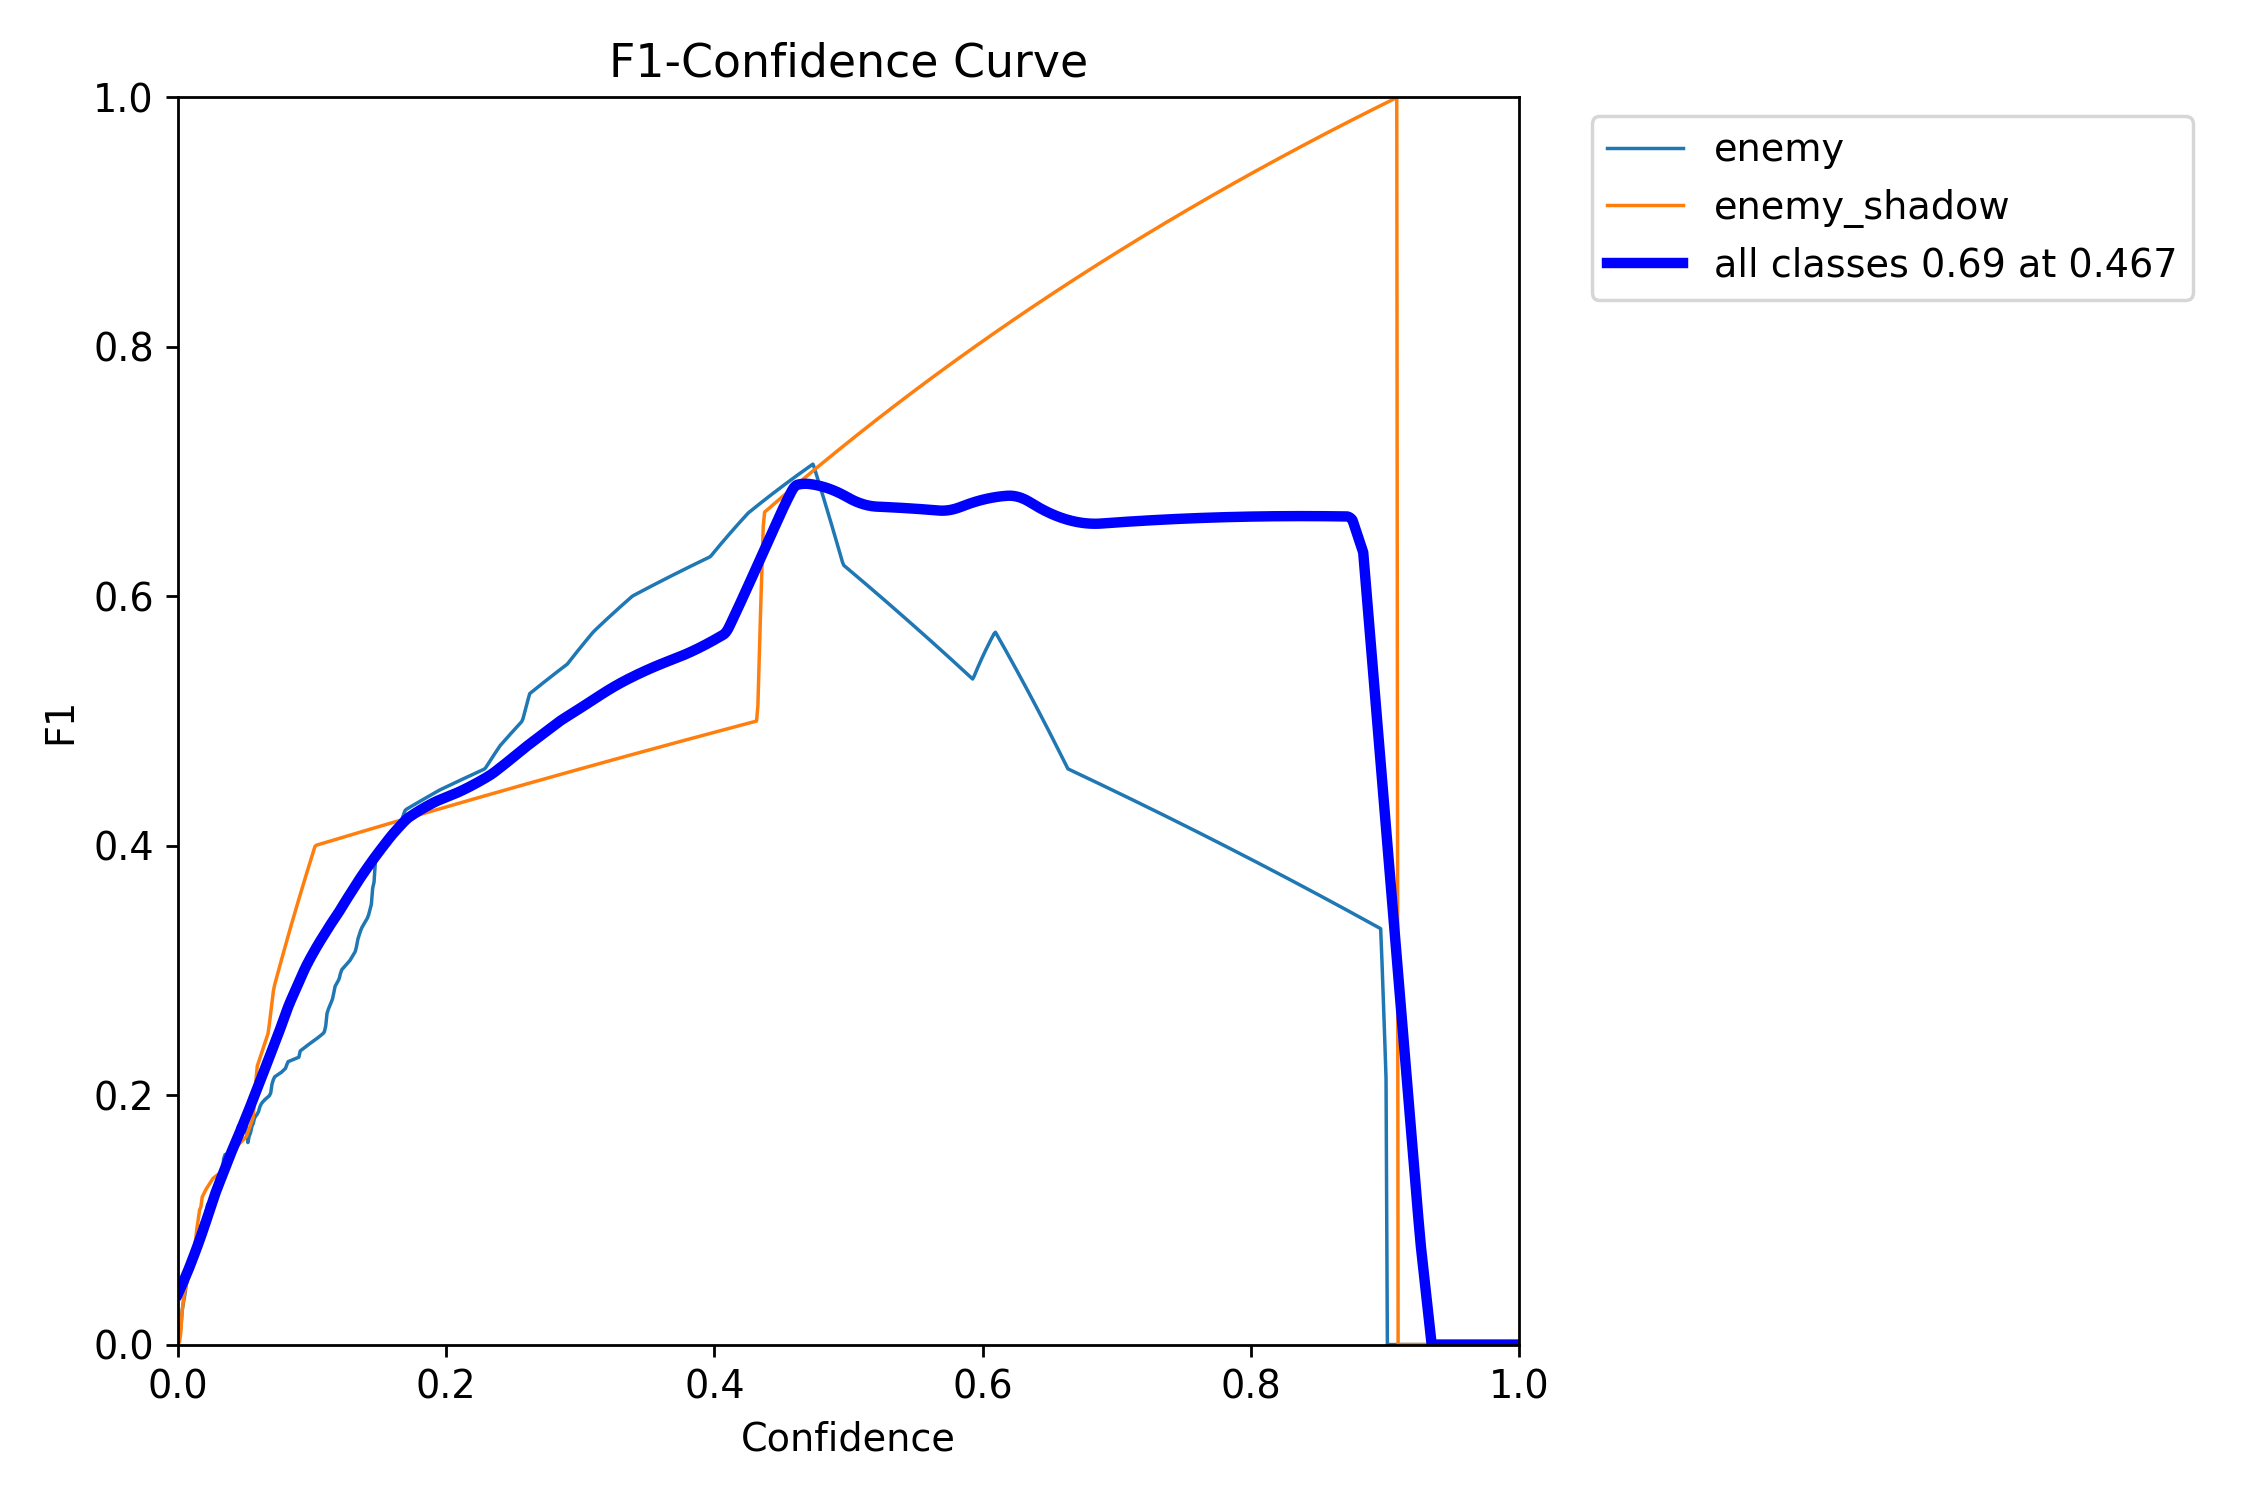 F1-Confidence Curve
1.0
0.8
0.6
0.4
0.2
0.0
F1
0.0 0.2 0.4 0.6 0.8 1.0
Confidence
enemy
enemy_shadow
all classes 0.69 at 0.467